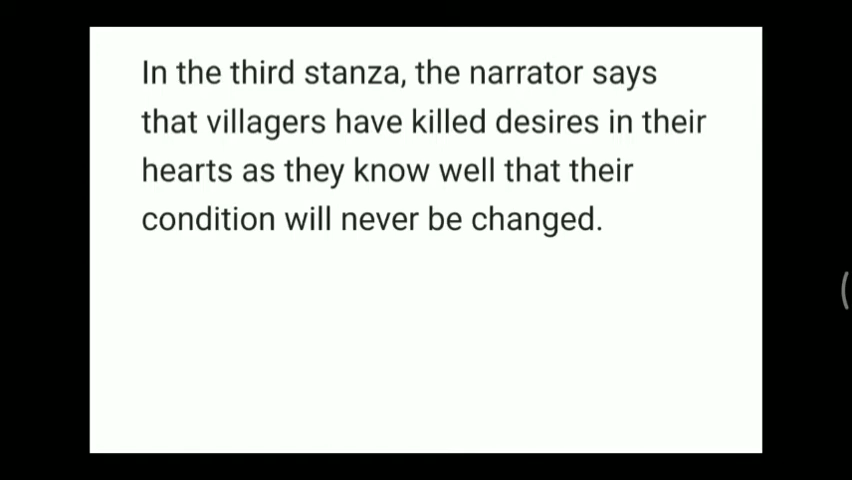 In the third stanza, the narrator says
that villagers have killed desires in their
hearts as they know well that their
condition will never be changed.